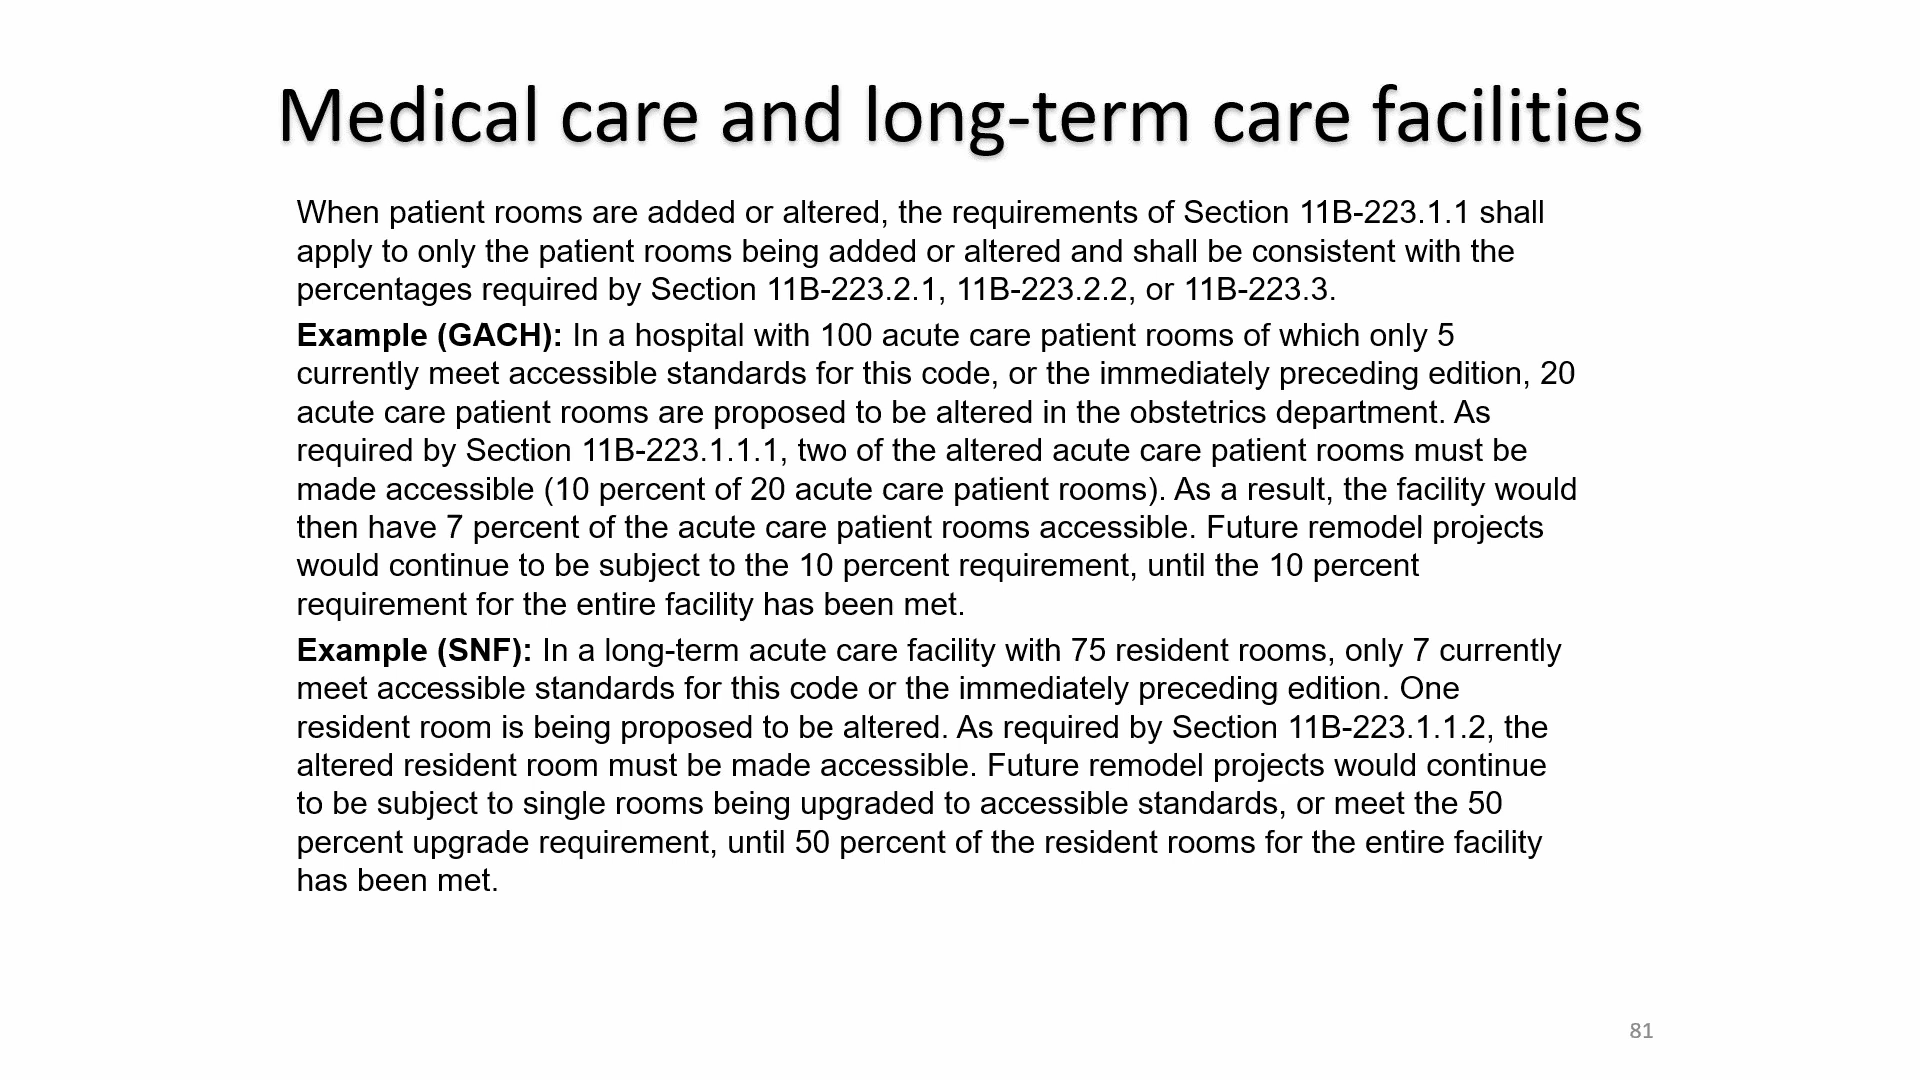 Medical care and long-term care facilities
When patient rooms are added or altered, the requirements of Section 11B-223.1.1 shall
apply to only the patient rooms being added or altered and shall be consistent with the
percentages required by Section 11B-223.2.1, 11B-223.2.2, or 11B-223.3.
Example (GACH): In a hospital with 100 acute care patient rooms of which only 5
currently meet accessible standards for this code, or the immediately preceding edition, 20
acute care patient rooms are proposed to be altered in the obstetrics department. As
required by Section 11B-223.1.1.1, two of the altered acute care patient rooms must be
made accessible (10 percent of 20 acute care patient rooms). As a result, the facility would
then have 7 percent of the acute care patient rooms accessible. Future remodel projects
would continue to be subject to the 10 percent requirement, until the 10 percent
requirement for the entire facility has been met.
Example (SNF): In a long-term acute care facility with 75 resident rooms, only 7 currently
meet accessible standards for this code or the immediately preceding edition. One
resident room is being proposed to be altered. As required by Section 11B-223.1.1.2, the
altered resident room must be made accessible. Future remodel projects would continue
to be subject to single rooms being upgraded to accessible standards, or meet the 50
percent upgrade requirement, until 50 percent of the resident rooms for the entire facility
has been met.
81